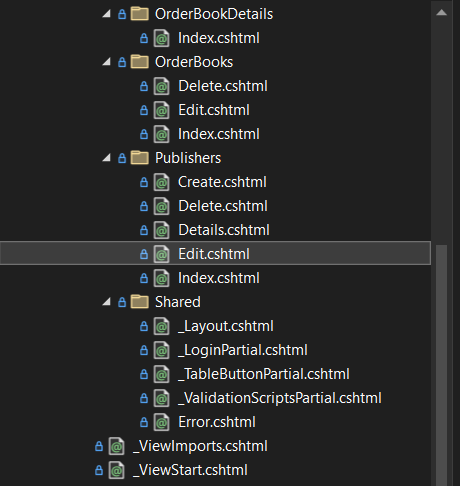 OrderBookDetails
Index.cshtml
OrderBooks
Delete.cshtml
Edit.cshtml
Index.cshtml
Publishers
Create.cshtml
Delete.cshtml
Details.cshtml
Edit.cshtml
Index.cshtml
Shared
_Layout.cshtml
_LoginPartial.cshtml
_TableButtonPartial.cshtml
_ValidationScriptsPartial.cshtml
Error.cshtml
_ViewImports.cshtml
_ViewStart.cshtml